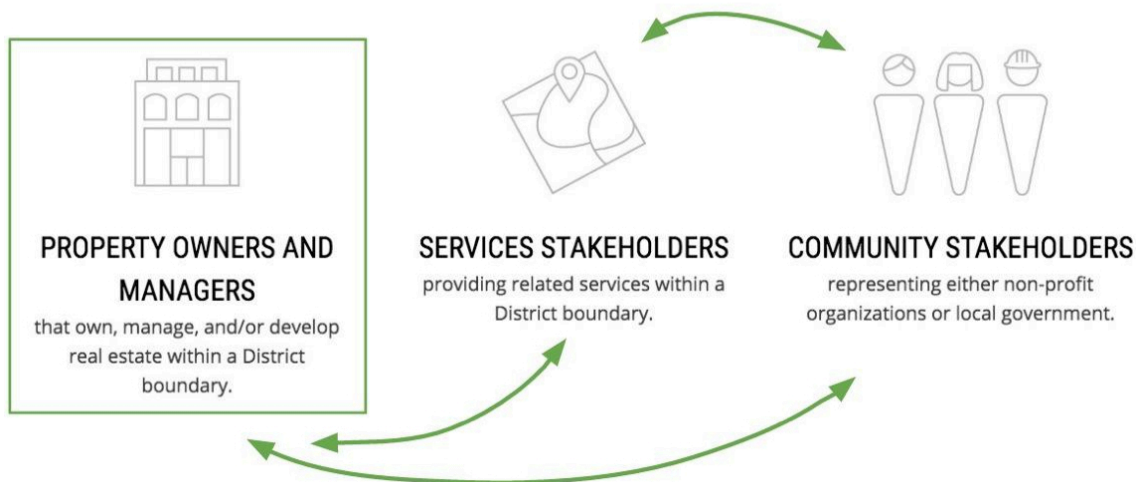 PROPERTY OWNERS AND
MANAGERS
that own, manage, and/or develop
real estate within a District
boundary.
SERVICES STAKEHOLDERS
providing related services within a
District boundary.
COMMUNITY STAKEHOLDERS
representing either non-profit
organizations or local government.